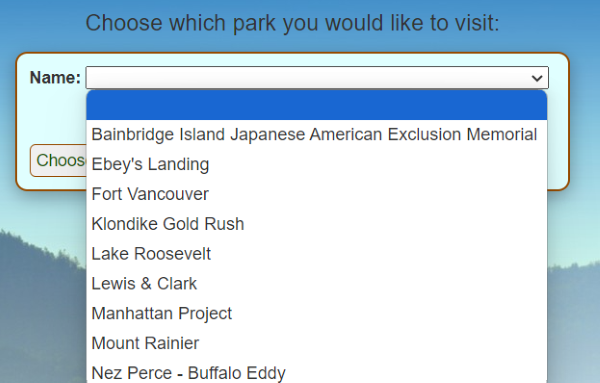 Choose which park you would like to visit:
Name:
Bainbridge Island Japanese American Exclusion Memorial
Ebey's Landing
Choose
Fort Vancouver
Klondike Gold Rush
Lake Roosevelt
Lewis & Clark
Manhattan Project
Mount Rainier
Nez Perce - Buffalo Eddy